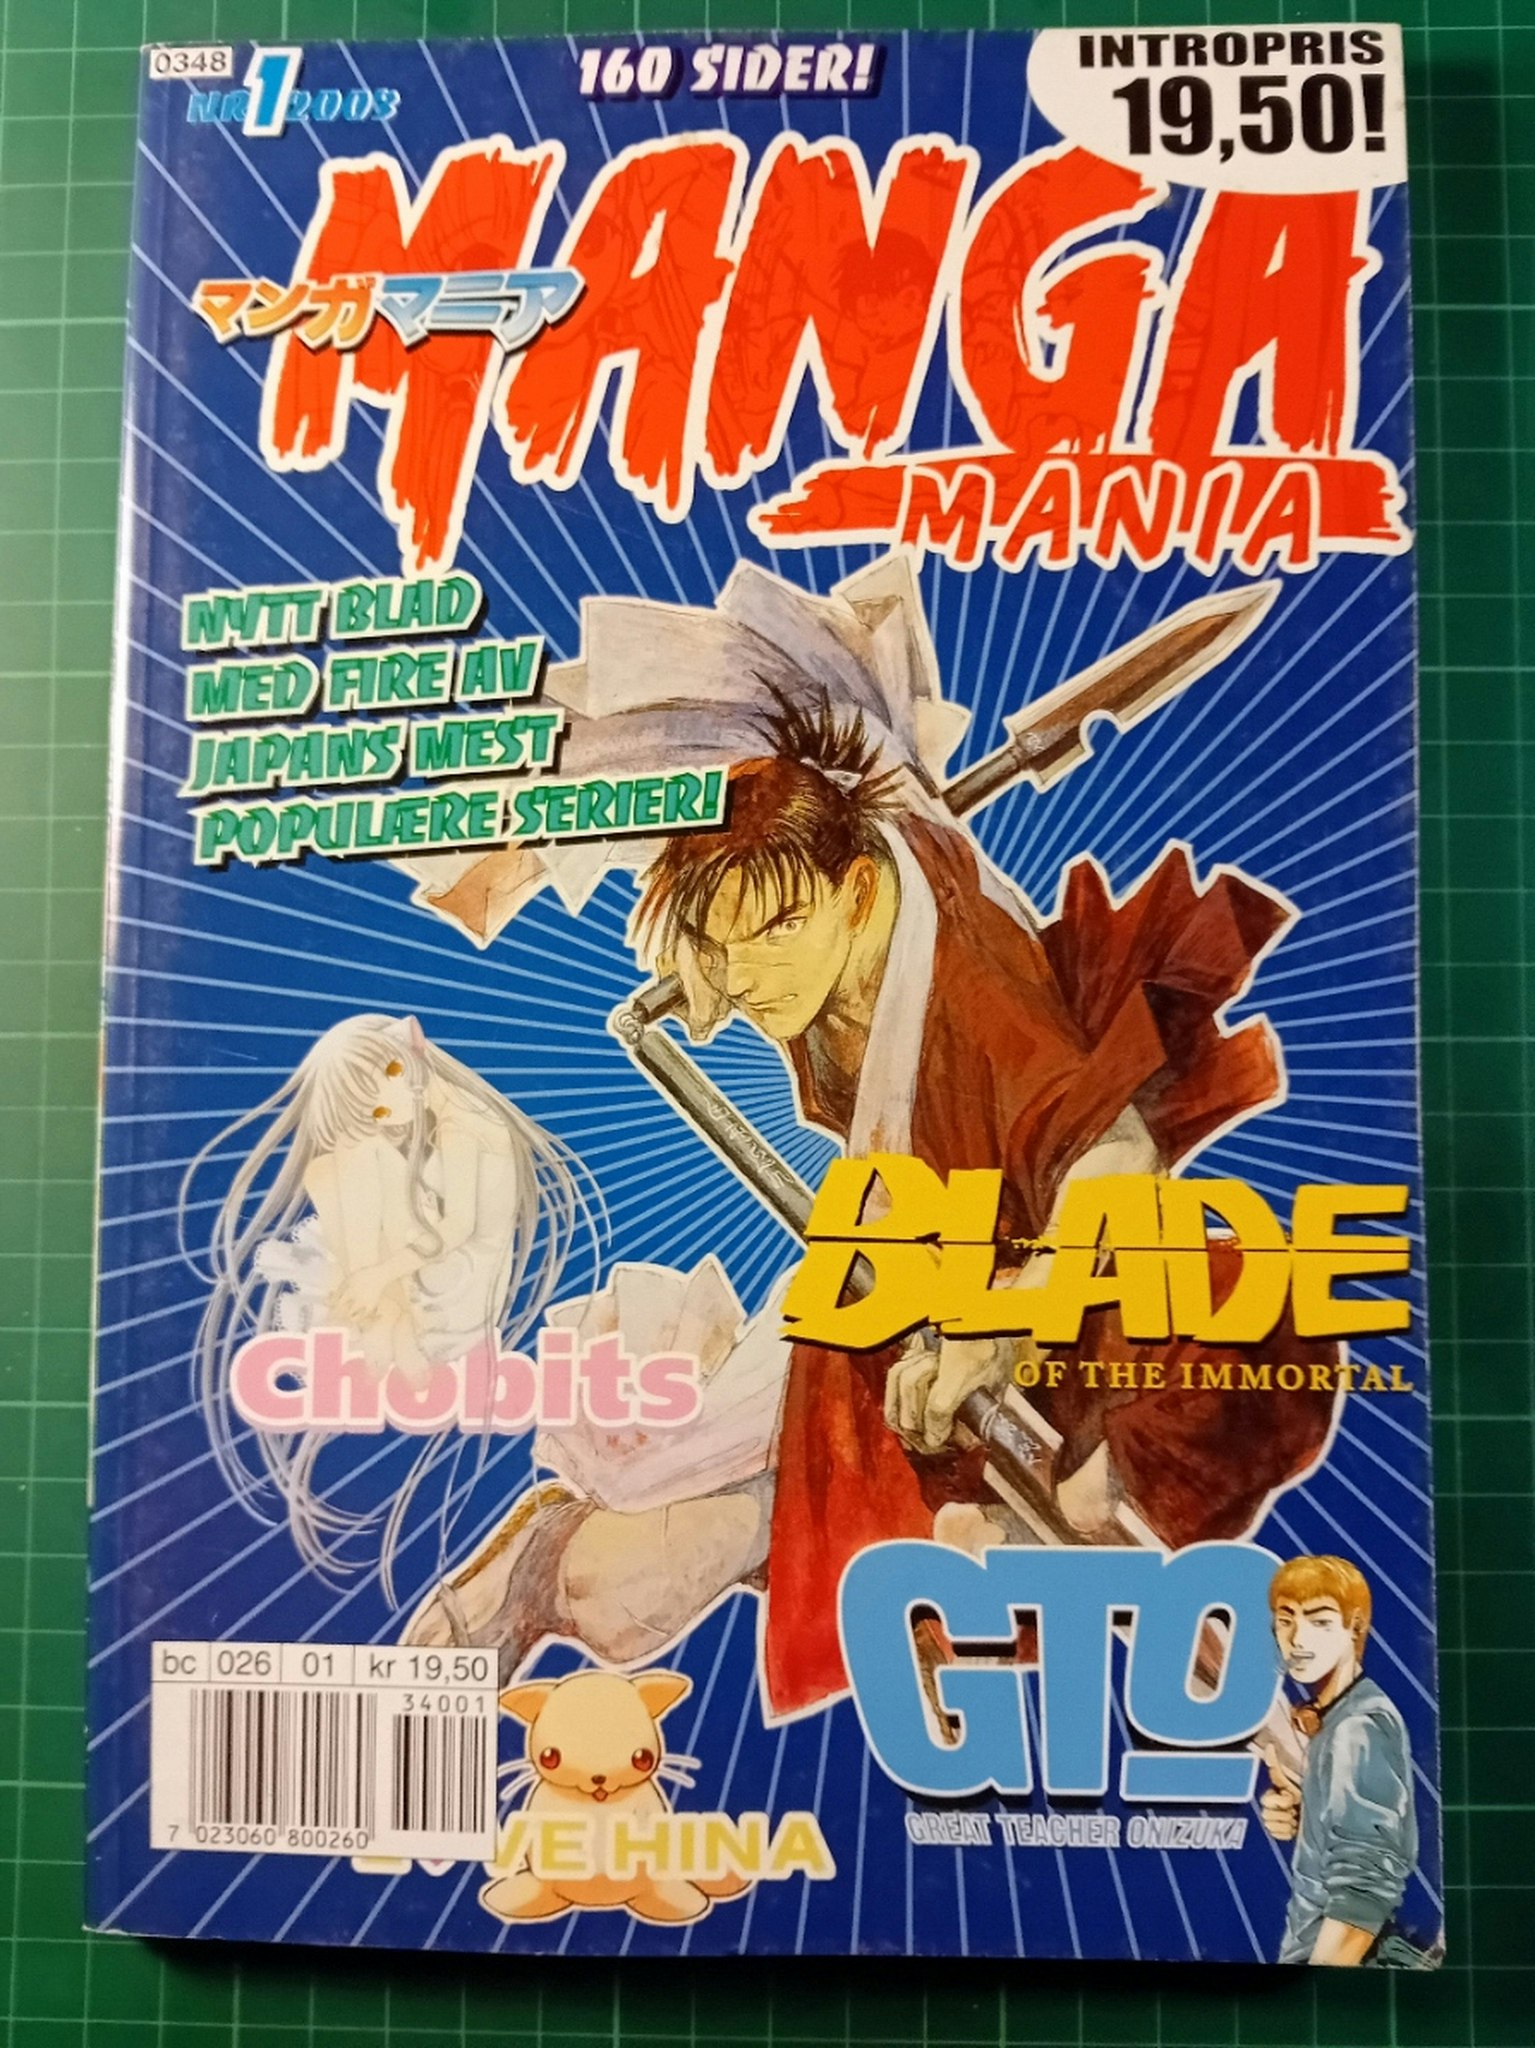 0348
NR 1 2003
160 SIDER!
INTROPRIS
19,50!
MANGA
マンガマニア
MANIA
NYTT BLAD
MED FIRE AV
JAPANS MEST
POPULÆRE SERIER!
BLADE
OF THE IMMORTAL
Chobits
GTO
GREAT TEACHER ONIZUKA
bc 026 01 kr 19,50
34001
7 023060 800260
VE HINA